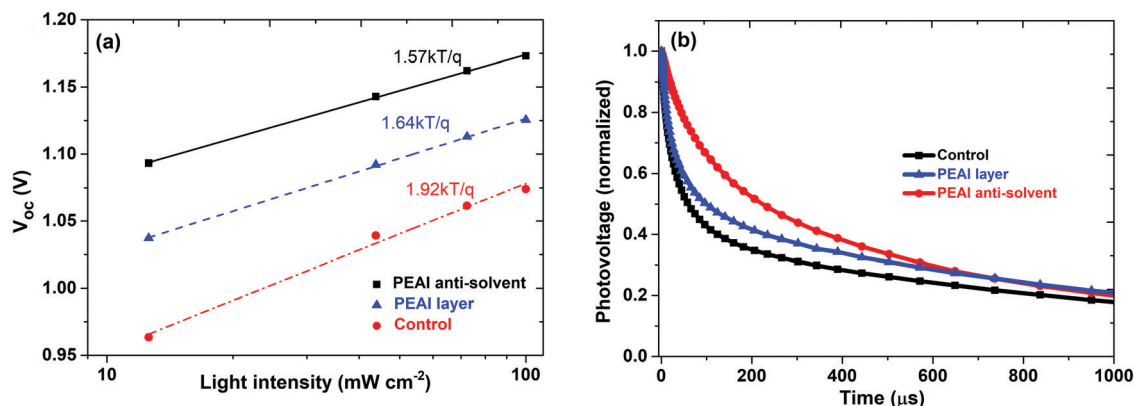 (a)
1.20
1.15
1.10
1.05
1.00
0.95
V_OC (V)
1.57kT/q
1.64kT/q
1.92kT/q
PEAI anti-solvent
PEAI layer
Control
10
100
Light intensity (mW cm⁻²)
(b)
1.0
0.8
0.6
0.4
0.2
0.0
Photovoltage (normalized)
Control
PEAI layer
PEAI anti-solvent
0
200
400
600
800
1000
Time (μs)